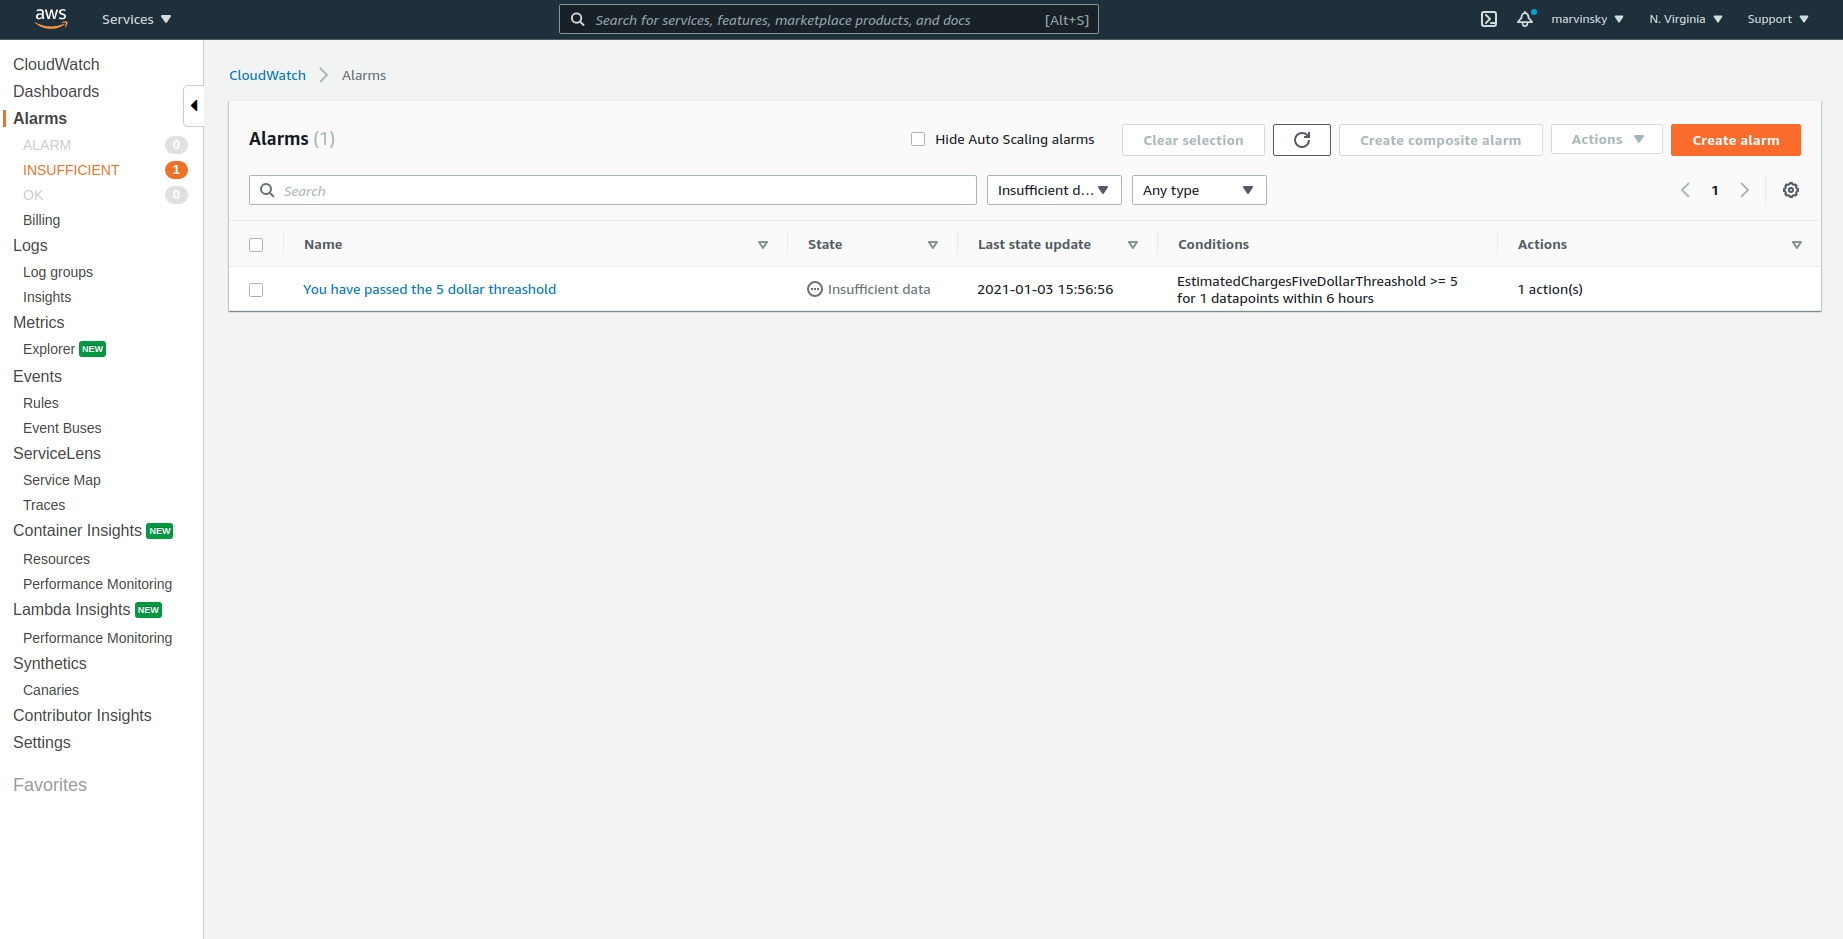 aws
Services
Search for services, features, marketplace products, and docs [Alt+S]
marvinsky
N. Virginia
Support
CloudWatch
Dashboards
Alarms
ALARM 0
INSUFFICIENT 1
OK 0
Billing
Logs
Log groups
Insights
Metrics
Explorer NEW
Events
Rules
Event Buses
ServiceLens
Service Map
Traces
Container Insights NEW
Resources
Performance Monitoring
Lambda Insights NEW
Performance Monitoring
Synthetics
Canaries
Contributor Insights
Settings
Favorites
CloudWatch Alarms
Alarms (1)
Hide Auto Scaling alarms
Clear selection
Create composite alarm
Actions
Create alarm
Search
Insufficient d...
Any type
1
Name State Last state update Conditions Actions
You have passed the 5 dollar threashold
Insufficient data
2021-01-03 15:56:56
EstimatedChargesFiveDollarThreashold >= 5
for 1 datapoints within 6 hours
1 action(s)